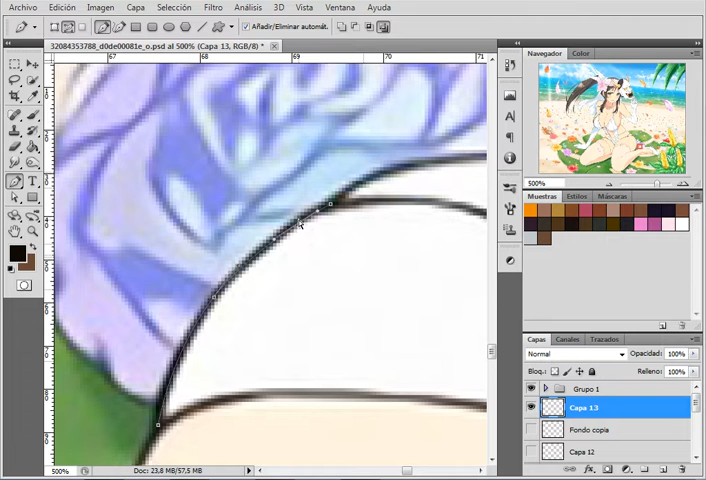 Archivo Edición Imagen Capa Selección Filtro Análisis 3D Vista Ventana Ayuda
Añadir/Eliminar automát.
32084353788_d0de00081e_o.psd al 500% (Capa 13, RGB/8) *
67 68 69 70 71
Navegador Color
500%
Muestras Estilos Máscaras
Capas Canales Trazados
Normal Opacidad: 100%
Bloq.: Relleno: 100%
Grupo 1
Capa 13
Fondo copia
Capa 12
500% Doc: 23,8 MB/57,5 MB